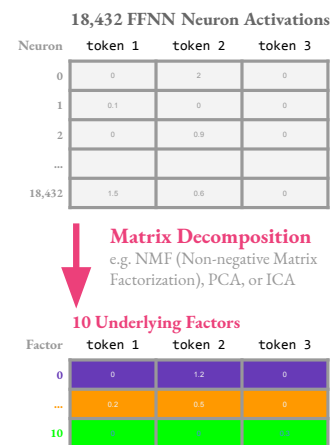 18,432 FFNN Neuron Activations
Neuron token 1 token 2 token 3
0 0 2 0
1 0.1 0 0
2 0 0.9 0
...
18,432 1.5 0.6 0
Matrix Decomposition
e.g. NMF (Non-negative Matrix
Factorization), PCA, or ICA
10 Underlying Factors
Factor token 1 token 2 token 3
0 0 1.2 0
... 0.2 0.5 0
10 0 0